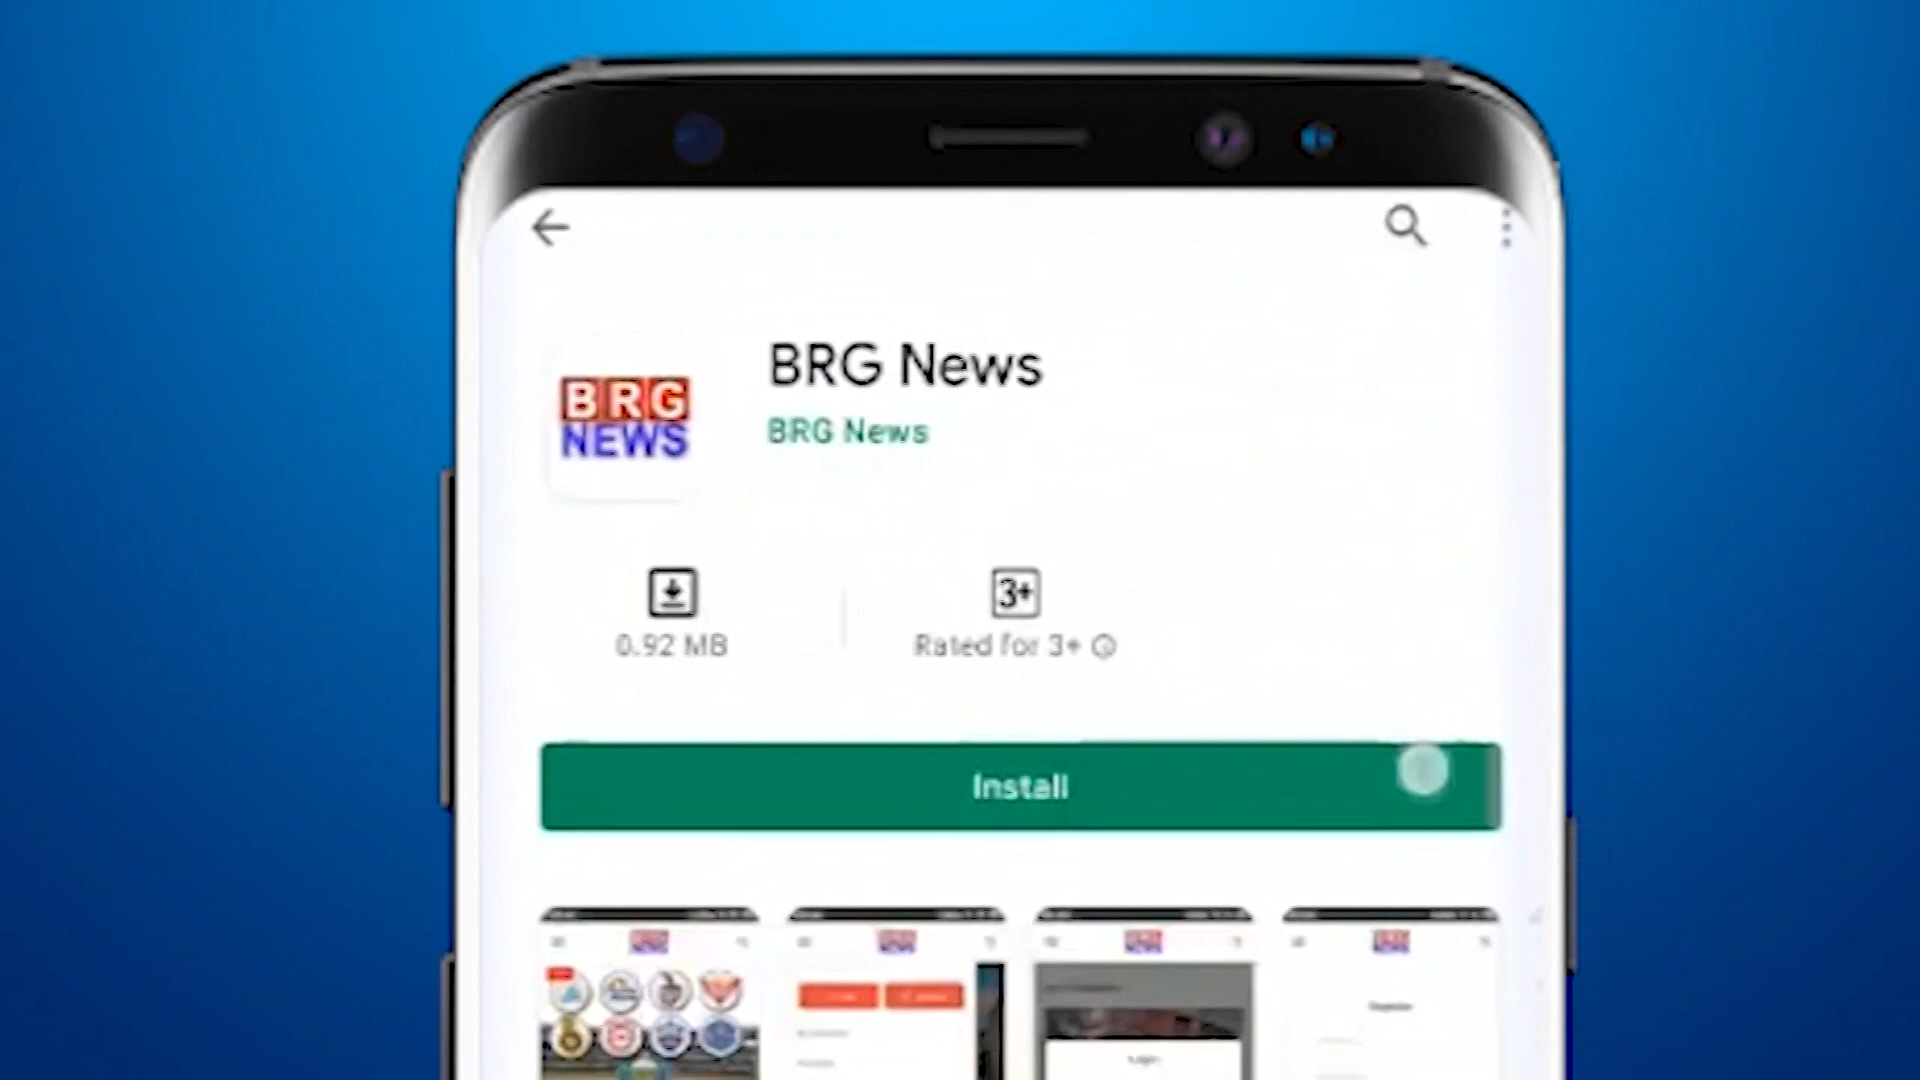 BRG News
BRG
NEWS
BRG News
3+
0.92 MB
Rated for 3+
Install